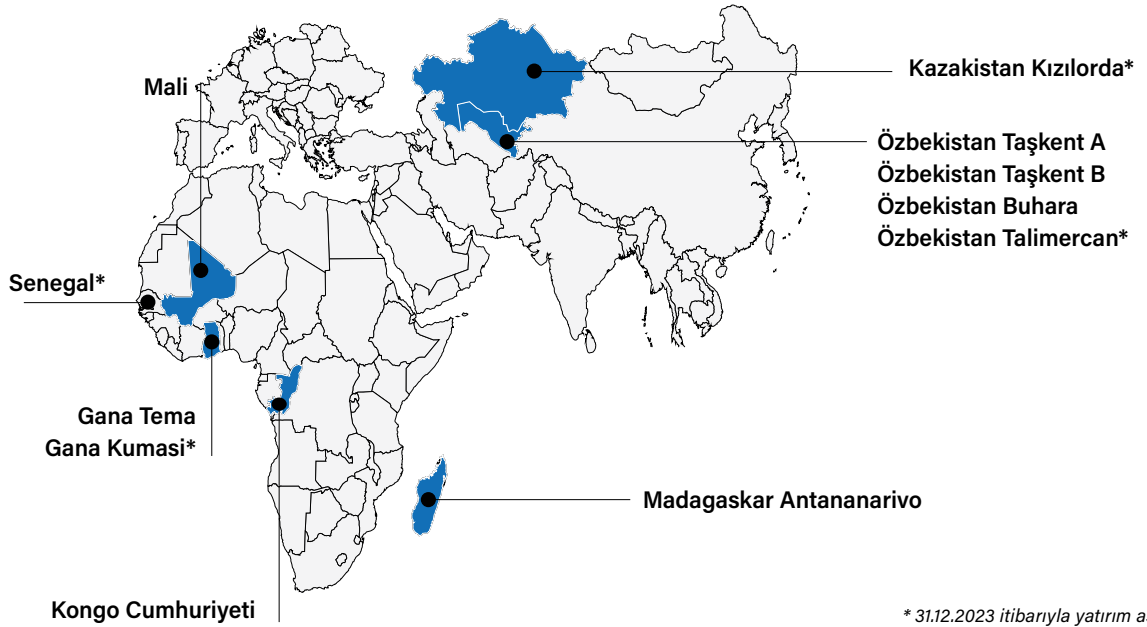 Mali
Kazakistan Kızılorda*
Özbekistan Taşkent A
Özbekistan Taşkent B
Özbekistan Buhara
Özbekistan Talimercan*
Senegal*
Gana Tema
Gana Kumasi*
Madagaskar Antananarivo
Kongo Cumhuriyeti
* 31.12.2023 itibarıyla yatırım